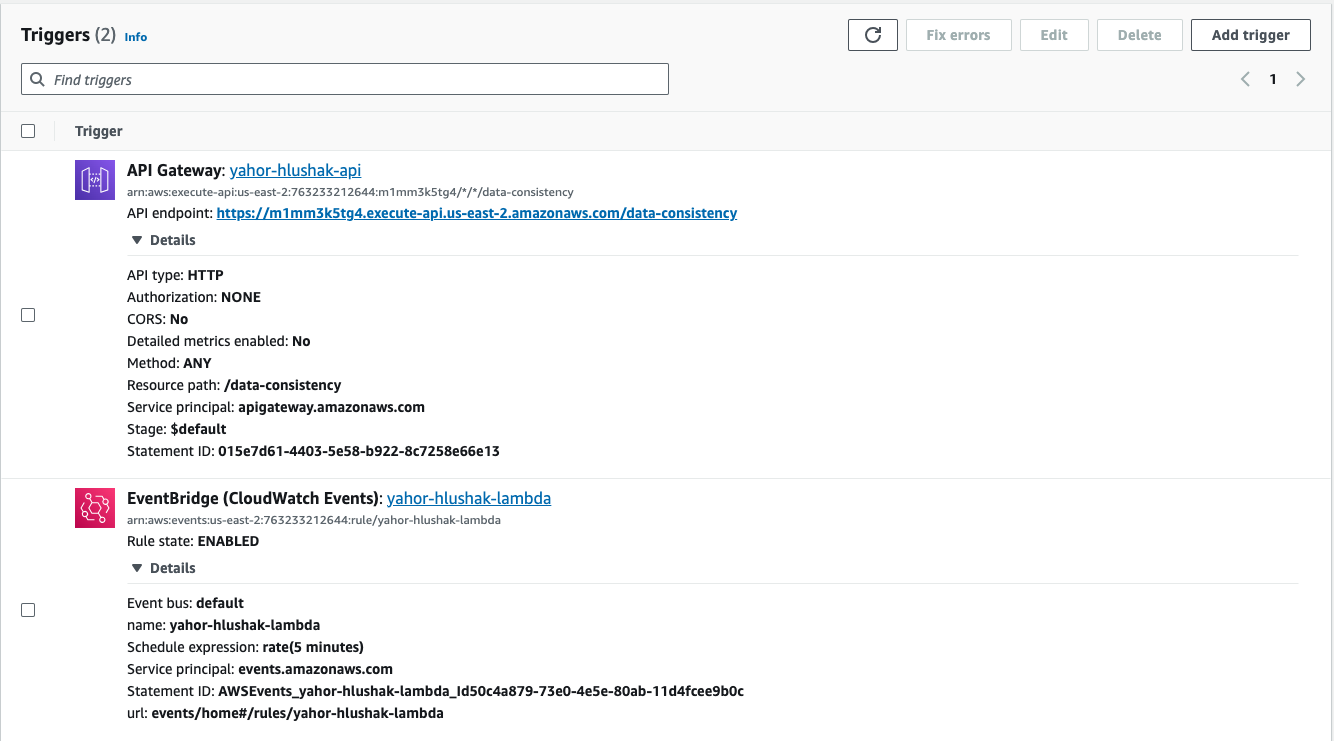 Triggers (2) Info
Fix errors
Edit
Delete
Add trigger
Find triggers
1
Trigger
API Gateway: yahor-hlushak-api
arn:aws:execute-api:us-east-2:763233212644:m1mm3k5tg4/*/*/data-consistency
API endpoint: https://m1mm3k5tg4.execute-api.us-east-2.amazonaws.com/data-consistency
Details
API type: HTTP
Authorization: NONE
CORS: No
Detailed metrics enabled: No
Method: ANY
Resource path: /data-consistency
Service principal: apigateway.amazonaws.com
Stage: $default
Statement ID: 015e7d61-4403-5e58-b922-8c7258e66e13
EventBridge (CloudWatch Events): yahor-hlushak-lambda
arn:aws:events:us-east-2:763233212644:rule/yahor-hlushak-lambda
Rule state: ENABLED
Details
Event bus: default
name: yahor-hlushak-lambda
Schedule expression: rate(5 minutes)
Service principal: events.amazonaws.com
Statement ID: AWSEvents_yahor-hlushak-lambda_Id50c4a879-73e0-4e5e-80ab-11d4fcee9b0c
url: events/home#/rules/yahor-hlushak-lambda